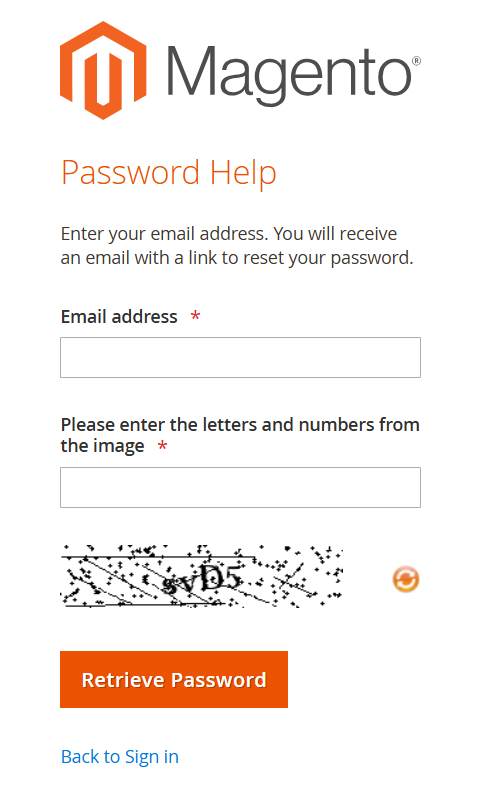 Magento®
Password Help
Enter your email address. You will receive
an email with a link to reset your password.
Email address *
Please enter the letters and numbers from
the image *
Retrieve Password
Back to Sign in